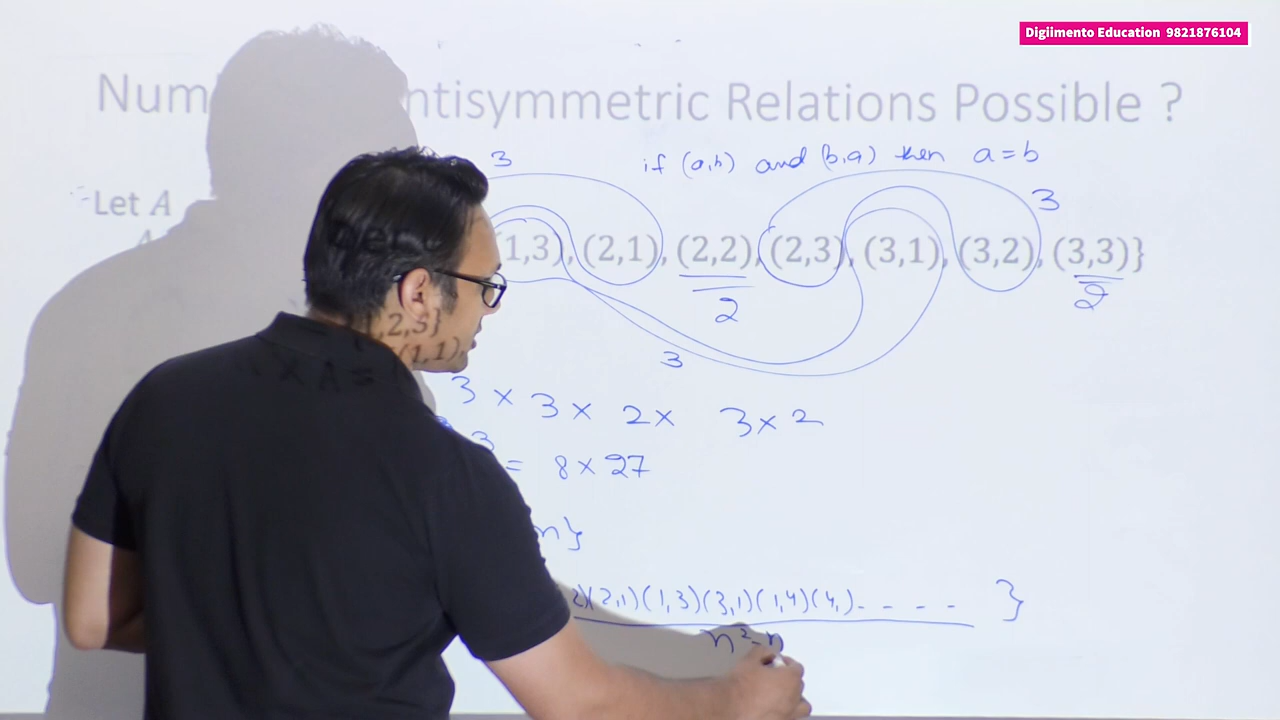 Digiimento Education 9821876104
Num ntisymmetric Relations Possible ?
3 if (a,b) and (b,a) then a=b
3
Let A
(1,3), (2,1), (2,2), (2,3), (3,1), (3,2), (3,3)}
2 2
3
3 × 3 × 2 × 3 × 2
3 = 8 × 27
n}
2)(2,1)(1,3)(3,1)(1,4)(4,)- - - - }
n²-n